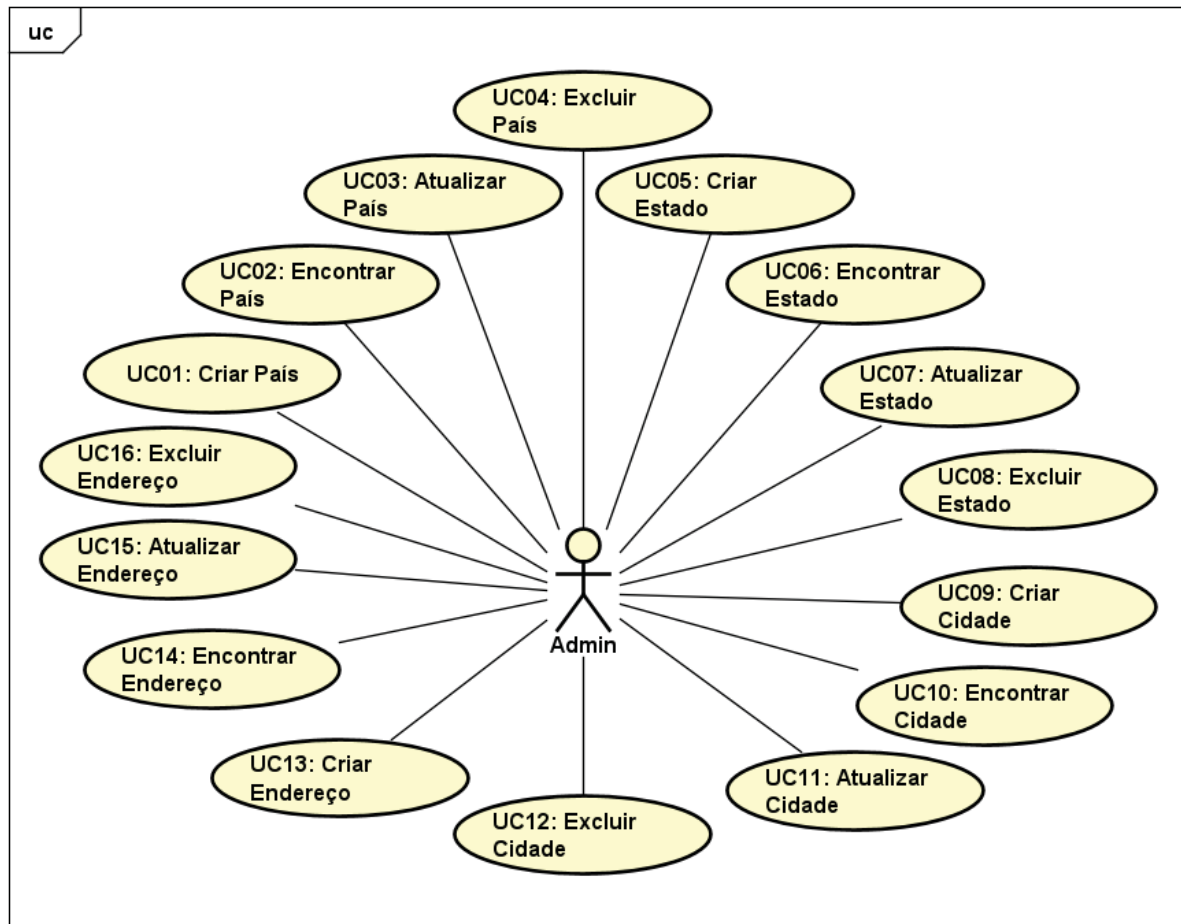 uc
UC04: Excluir
País
UC03: Atualizar
País
UC05: Criar
Estado
UC02: Encontrar
País
UC06: Encontrar
Estado
UC01: Criar País
UC07: Atualizar
Estado
UC16: Excluir
Endereço
UC08: Excluir
Estado
UC15: Atualizar
Endereço
UC09: Criar
Cidade
Admin
UC14: Encontrar
Endereço
UC10: Encontrar
Cidade
UC13: Criar
Endereço
UC11: Atualizar
Cidade
UC12: Excluir
Cidade